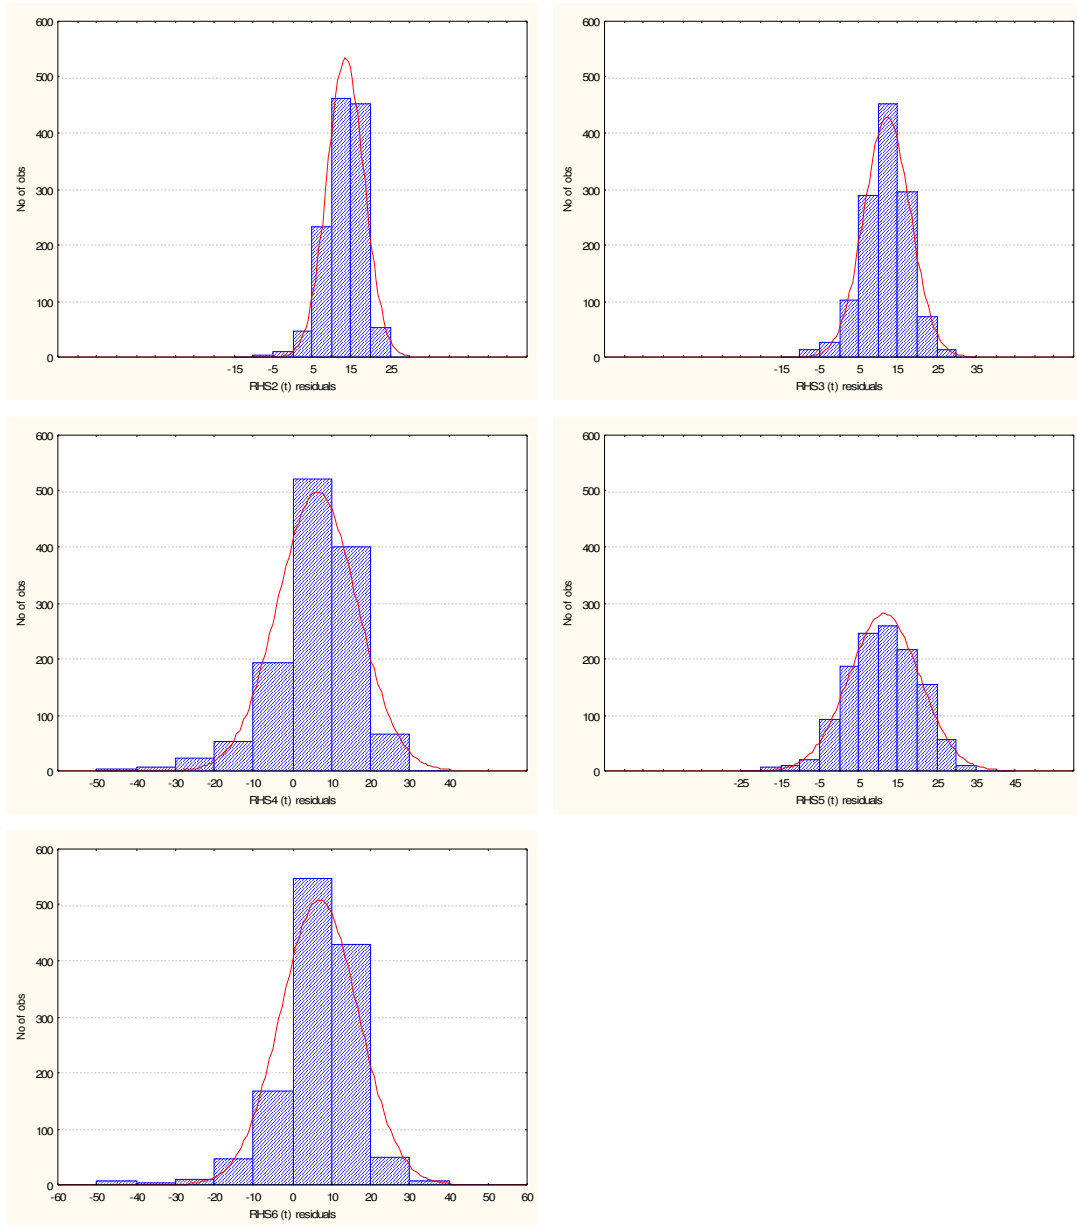 600
500
400
300
200
100
0
No of obs
-15 -5 5 15 25
RHS2 (t) residuals
600
500
400
300
200
100
0
No of obs
-15 -5 5 15 25 35
RHS3 (t) residuals
600
500
400
300
200
100
0
No of obs
-50 -40 -30 -20 -10 0 10 20 30 40
RHS4 (t) residuals
600
500
400
300
200
100
0
No of obs
-25 -15 -5 5 15 25 35 45
RHS5 (t) residuals
600
500
400
300
200
100
0
No of obs
-60 -50 -40 -30 -20 -10 0 10 20 30 40 50 60
RHS6 (t) residuals